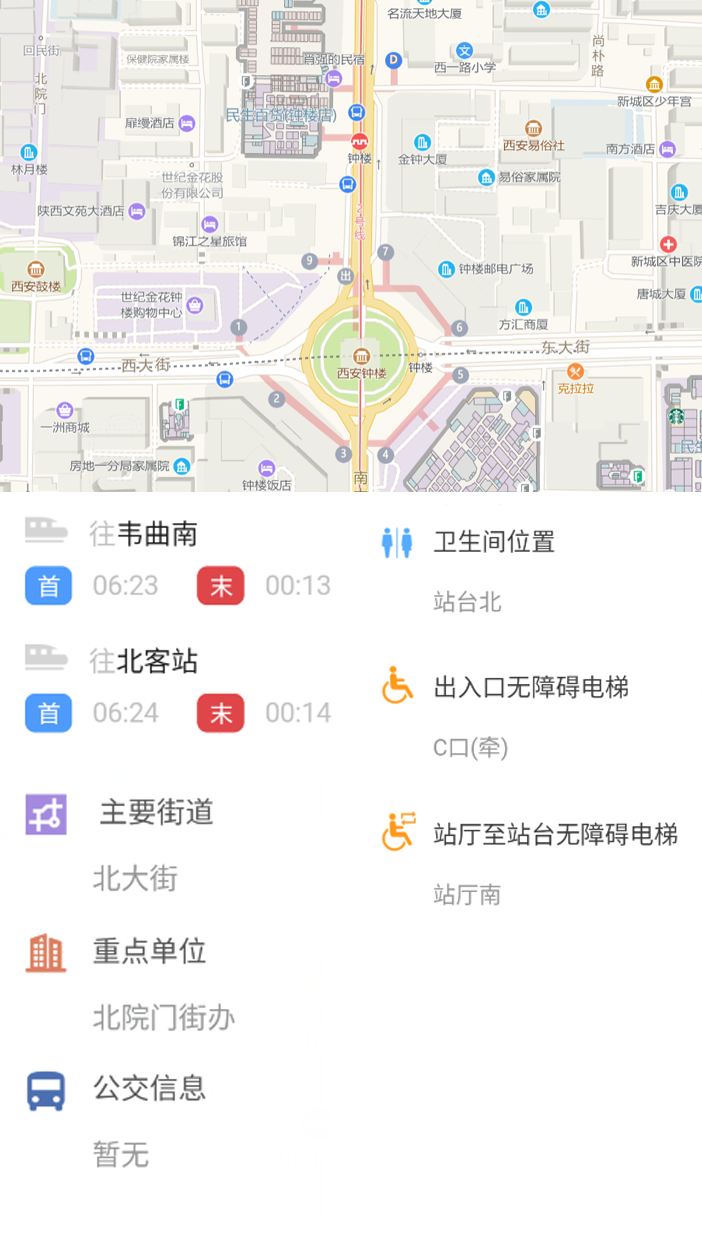 名流天地大厦
回民街
保健院家属楼
肖强的民宿
D
西一路小学
尚朴路
北院门
新城区少年宫
扉缦酒店
民生百货(钟楼店)
钟楼
金钟大厦
西安易俗社
南方酒店
林月楼
世纪金花股
份有限公司
易俗家属院
吉庆大厦
陕西文苑大酒店
2号线
锦江之星旅馆
新城区中医院
9
7
出
钟楼邮电广场
西安鼓楼
世纪金花钟
楼购物中心
唐城大厦
方汇商厦
1
6
西大街
东大街
西安钟楼
钟楼
5
克拉拉
2
一洲商城
房地一分局家属院
钟楼饭店
3
4
南
往韦曲南
首 06:23 末 00:13
往北客站
首 06:24 末 00:14
主要街道
北大街
重点单位
北院门街办
公交信息
暂无
卫生间位置
站台北
出入口无障碍电梯
C口(牵)
站厅至站台无障碍电梯
站厅南